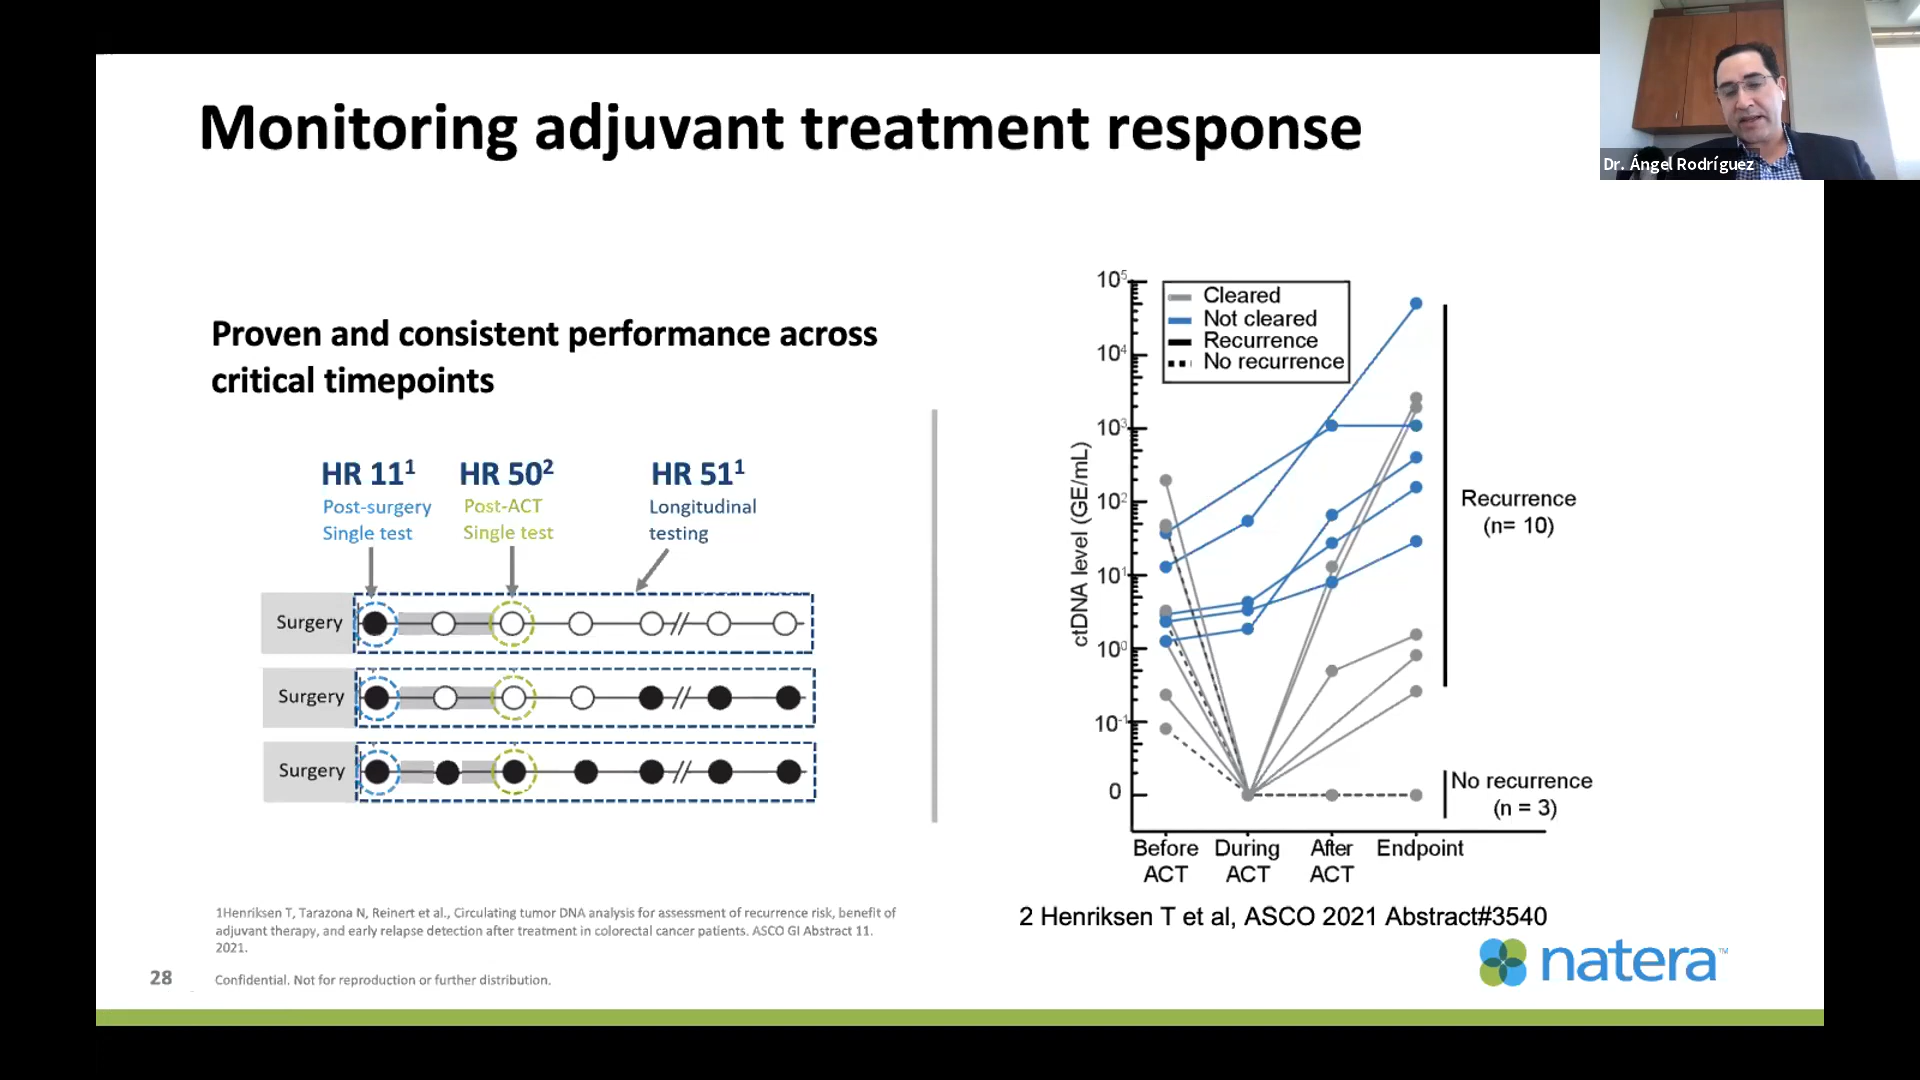 Dr. Ángel Rodríguez
Monitoring adjuvant treatment response
Proven and consistent performance across
critical timepoints
HR 11¹
Post-surgery
Single test
HR 50²
Post-ACT
Single test
HR 51¹
Longitudinal
testing
Surgery
Surgery
Surgery
Cleared
Not cleared
Recurrence
No recurrence
ctDNA level (GE/mL)
10⁵
10⁴
10³
10²
10¹
10⁰
10⁻¹
0
Before
ACT
During
ACT
After
ACT
Endpoint
Recurrence
(n= 10)
No recurrence
(n = 3)
1Henriksen T, Tarazona N, Reinert et al., Circulating tumor DNA analysis for assessment of recurrence risk, benefit of
adjuvant therapy, and early relapse detection after treatment in colorectal cancer patients. ASCO GI Abstract 11.
2021.
2 Henriksen T et al, ASCO 2021 Abstract#3540
28
Confidential. Not for reproduction or further distribution.
natera™